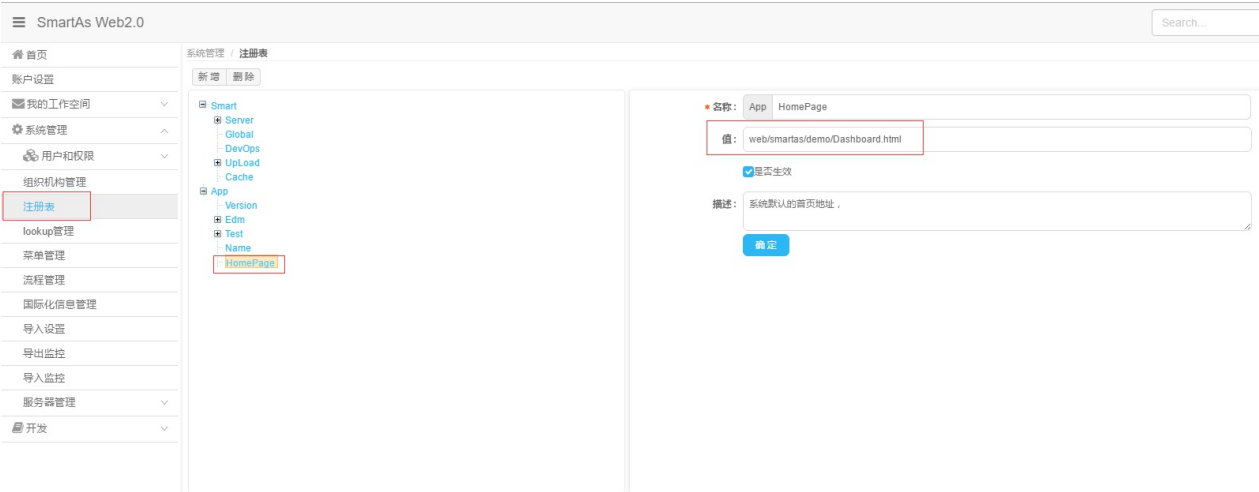 SmartAs Web2.0
Search...
首页
账户设置
我的工作空间
系统管理
用户和权限
组织机构管理
注册表
lookup管理
菜单管理
流程管理
国际化信息管理
导入设置
导出监控
导入监控
服务器管理
开发
系统管理 / 注册表
新增 删除
Smart
Server
Global
DevOps
UpLoad
Cache
App
Version
Edm
Test
Name
HomePage
* 名称: App HomePage
值: web/smartas/demo/Dashboard.html
是否生效
描述: 系统默认的首页地址,
确定